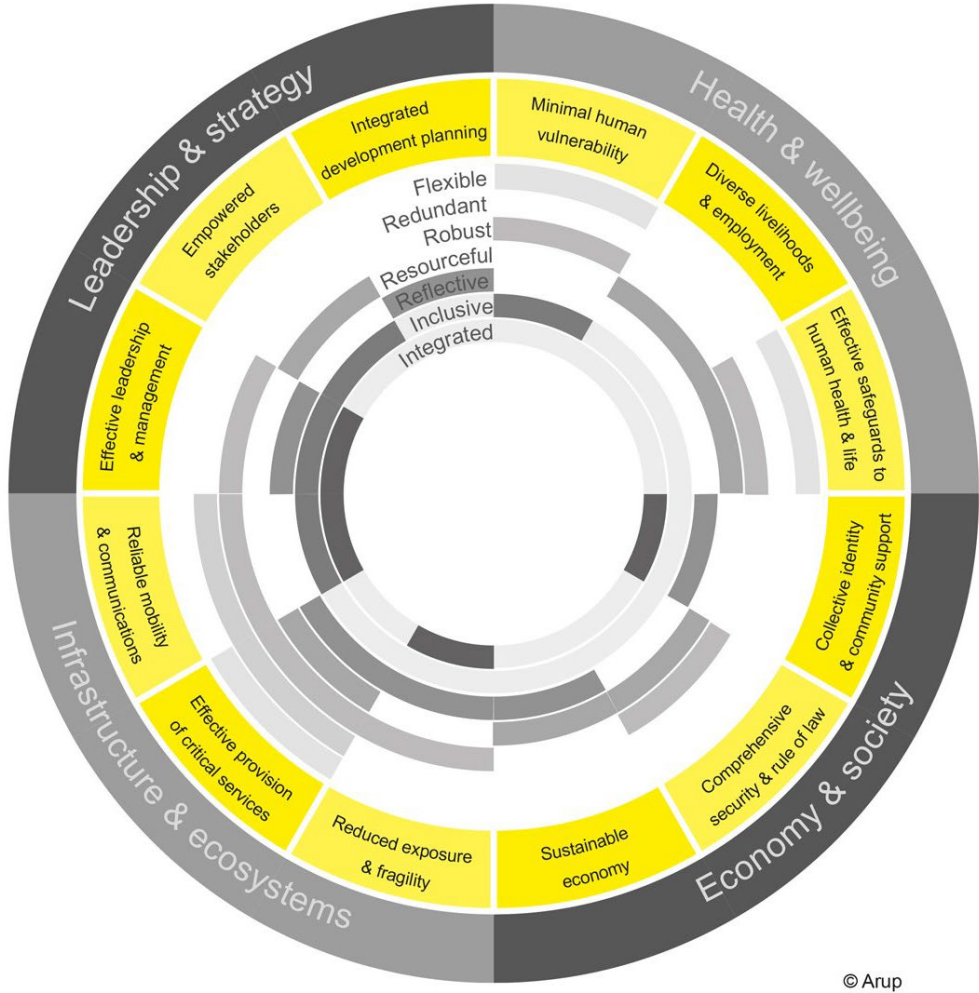 Leadership & strategy
Health & wellbeing
Economy & society
Infrastructure & ecosystems
Integrated
development planning
Minimal human
vulnerability
Diverse livelihoods
& employment
Effective safeguards to
human health & life
Collective identity
& community support
Comprehensive
security & rule of law
Sustainable
economy
Reduced exposure
& fragility
Effective provision
of critical services
Reliable mobility
& communications
Effective leadership
& management
Empowered
stakeholders
Flexible
Redundant
Robust
Resourceful
Reflective
Inclusive
Integrated
© Arup